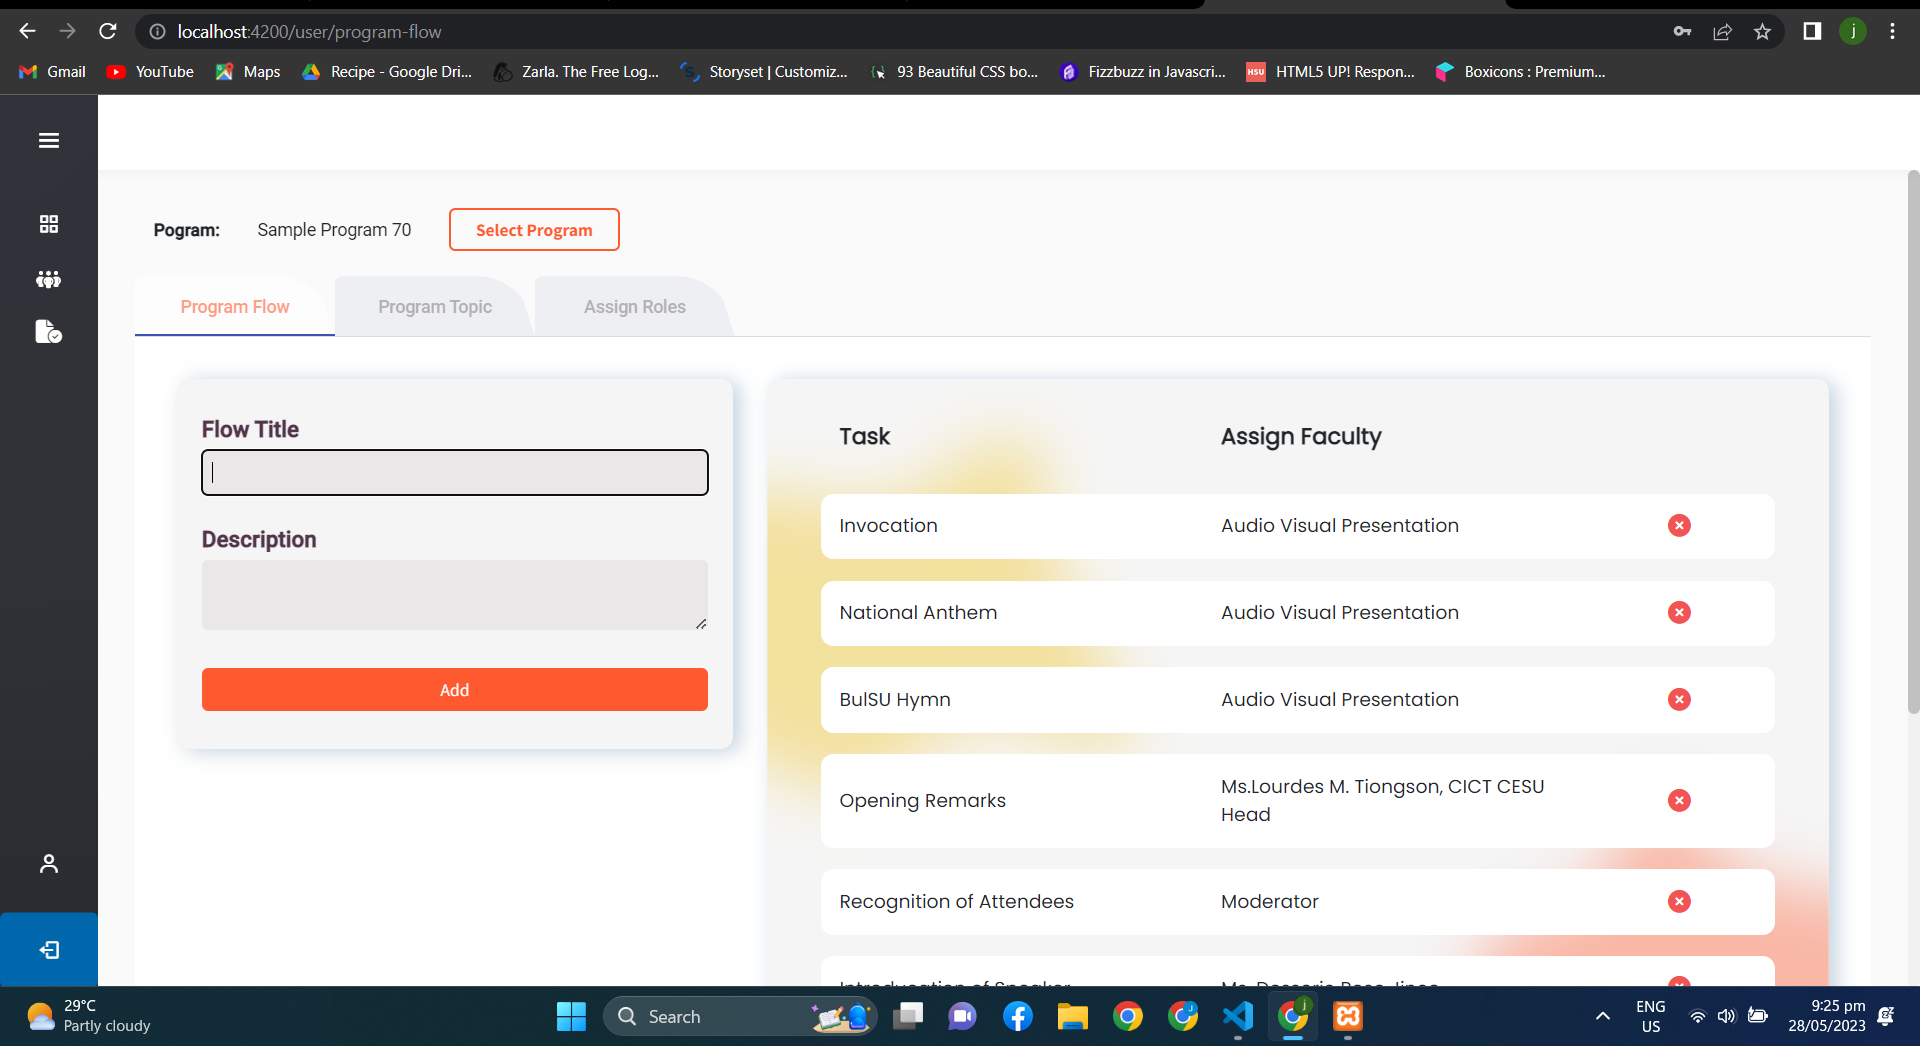 localhost:4200/user/program-flow
j
Gmail
YouTube
Maps
Recipe - Google Dri...
Zarla. The Free Log...
Storyset | Customiz...
93 Beautiful CSS bo...
Fizzbuzz in Javascri...
H5U
HTML5 UP! Respon...
Boxicons : Premium...
Pogram:
Sample Program 70
Select Program
Program Flow
Program Topic
Assign Roles
Flow Title
Description
Add
Task
Assign Faculty
Invocation
Audio Visual Presentation
National Anthem
Audio Visual Presentation
BulSU Hymn
Audio Visual Presentation
Opening Remarks
Ms.Lourdes M. Tiongson, CICT CESU
Head
Recognition of Attendees
Moderator
29°C
Partly cloudy
Search
ENG
US
9:25 pm
28/05/2023